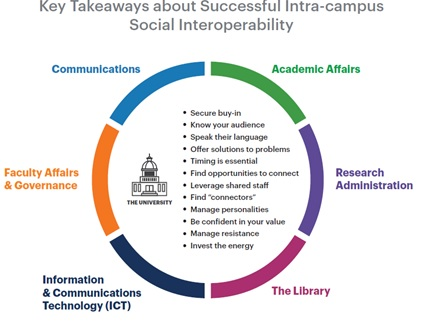 Key Takeaways about Successful Intra-campus
Social Interoperability
Communications
Academic Affairs
• Secure buy-in
• Know your audience
• Speak their language
• Offer solutions to problems
• Timing is essential
• Find opportunities to connect
• Leverage shared staff
• Find “connectors”
• Manage personalities
• Be confident in your value
• Manage resistance
• Invest the energy
Faculty Affairs
& Governance
THE UNIVERSITY
Research
Administration
Information
& Communications
Technology (ICT)
The Library